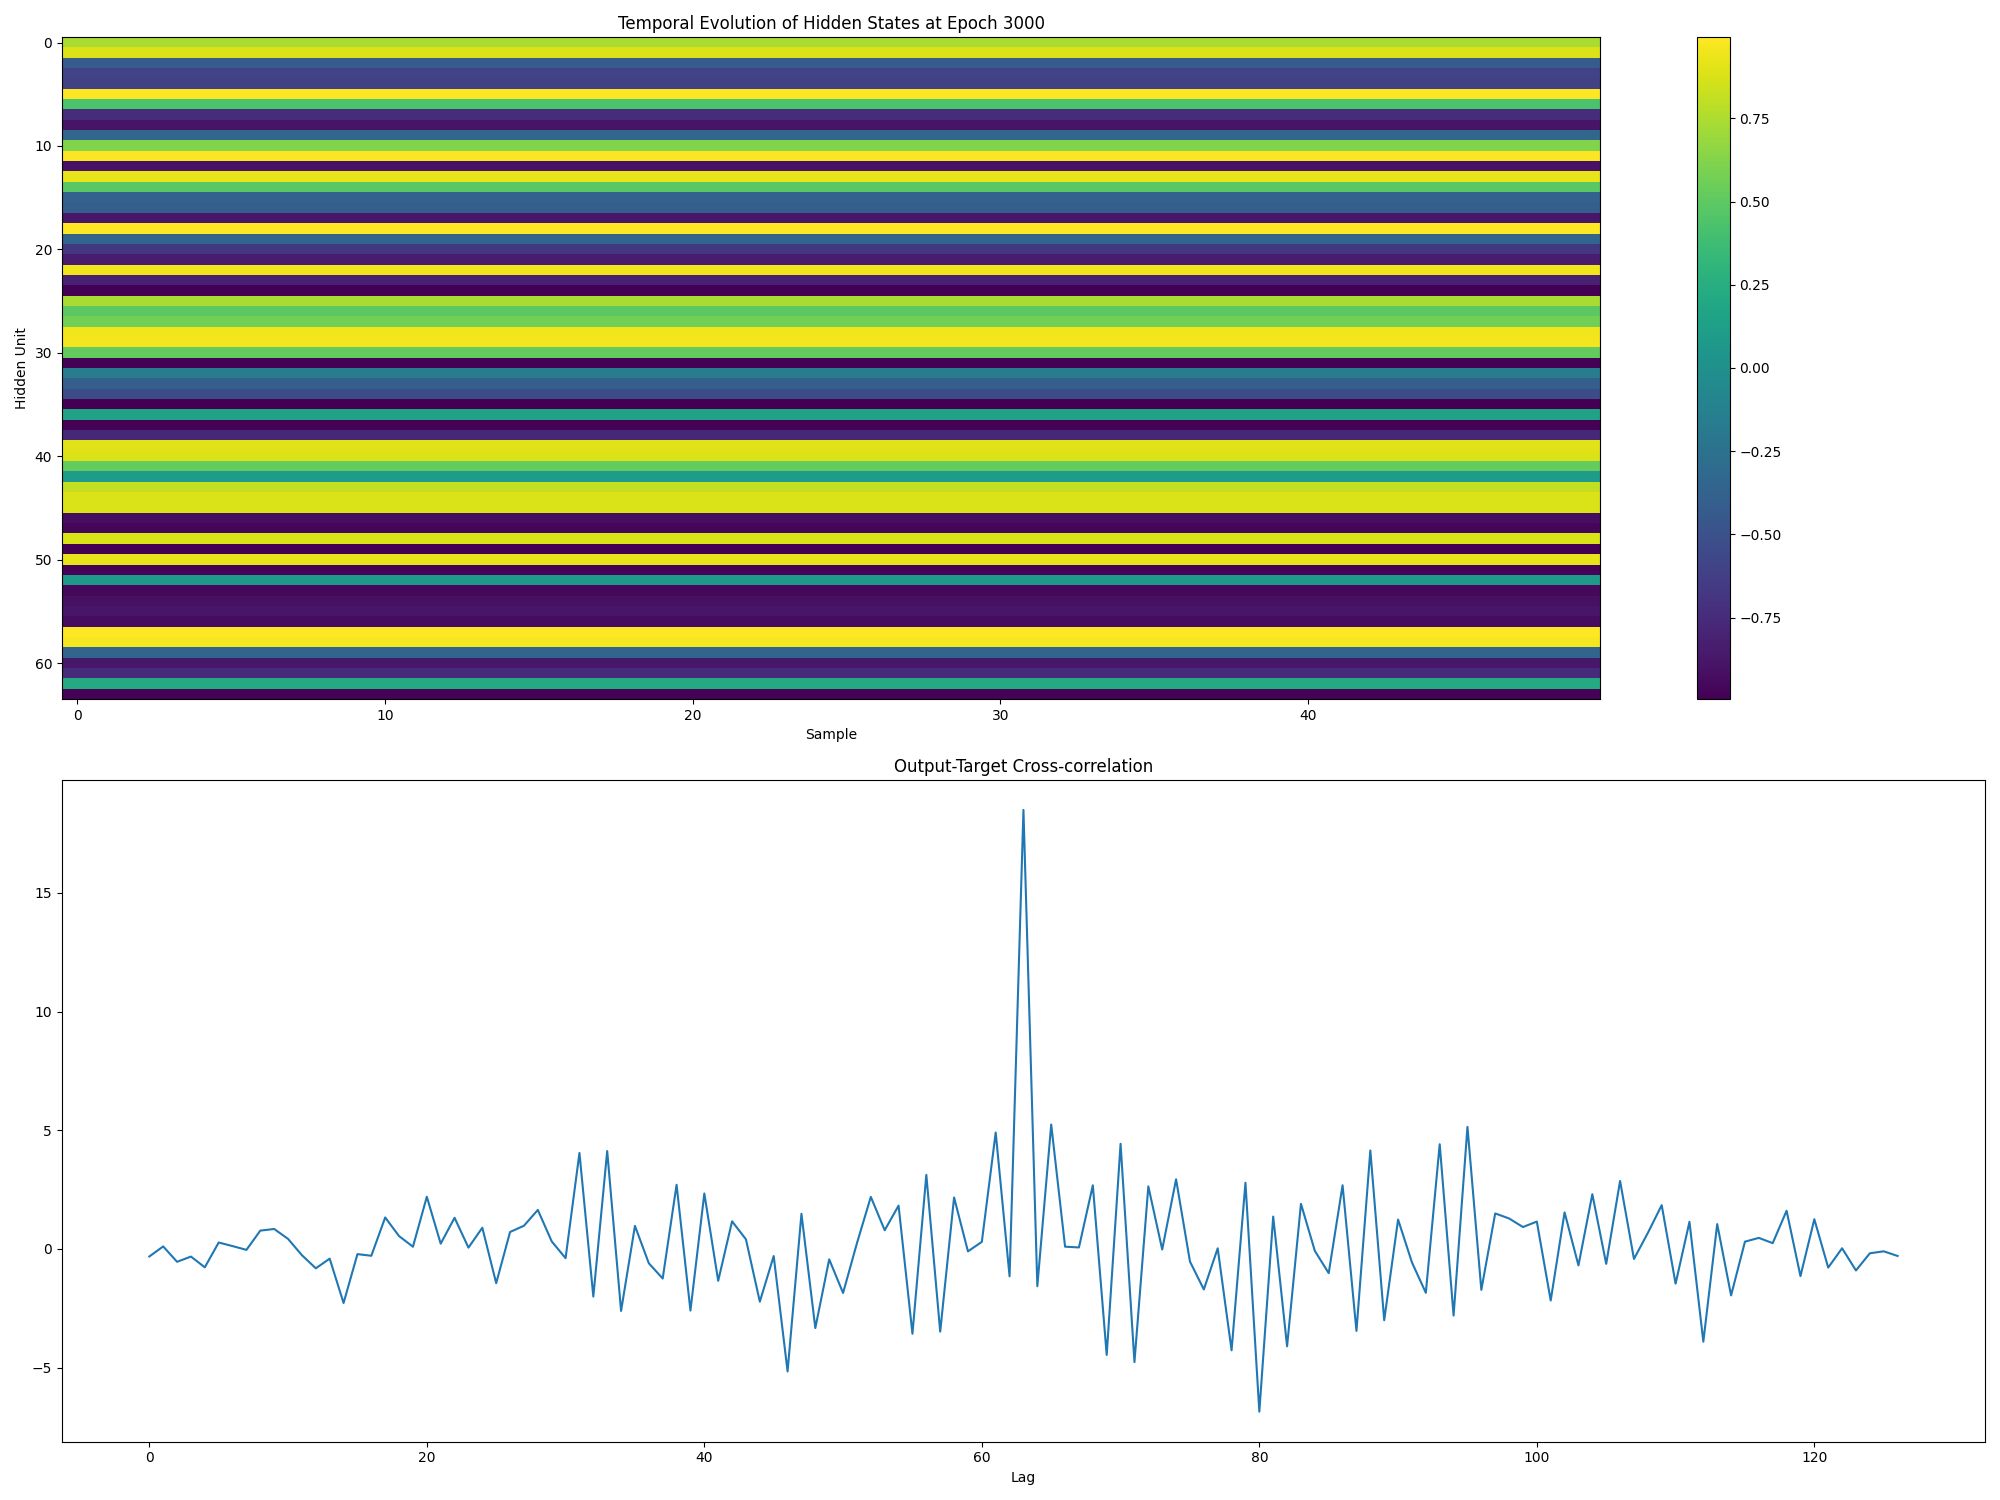 Temporal Evolution of Hidden States at Epoch 3000
0
10
20
30
40
50
60
Hidden Unit
0 10 20 30 40
Sample
0.75
0.50
0.25
0.00
−0.25
−0.50
−0.75
Output-Target Cross-correlation
15
10
5
0
−5
0 20 40 60 80 100 120
Lag